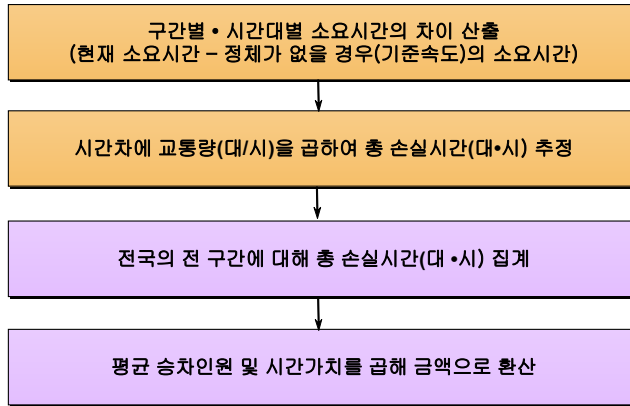 구간별 • 시간대별 소요시간의 차이 산출
(현재 소요시간 – 정체가 없을 경우(기준속도)의 소요시간)
시간차에 교통량(대/시)을 곱하여 총 손실시간(대•시) 추정
전국의 전 구간에 대해 총 손실시간(대 •시) 집계
평균 승차인원 및 시간가치를 곱해 금액으로 환산